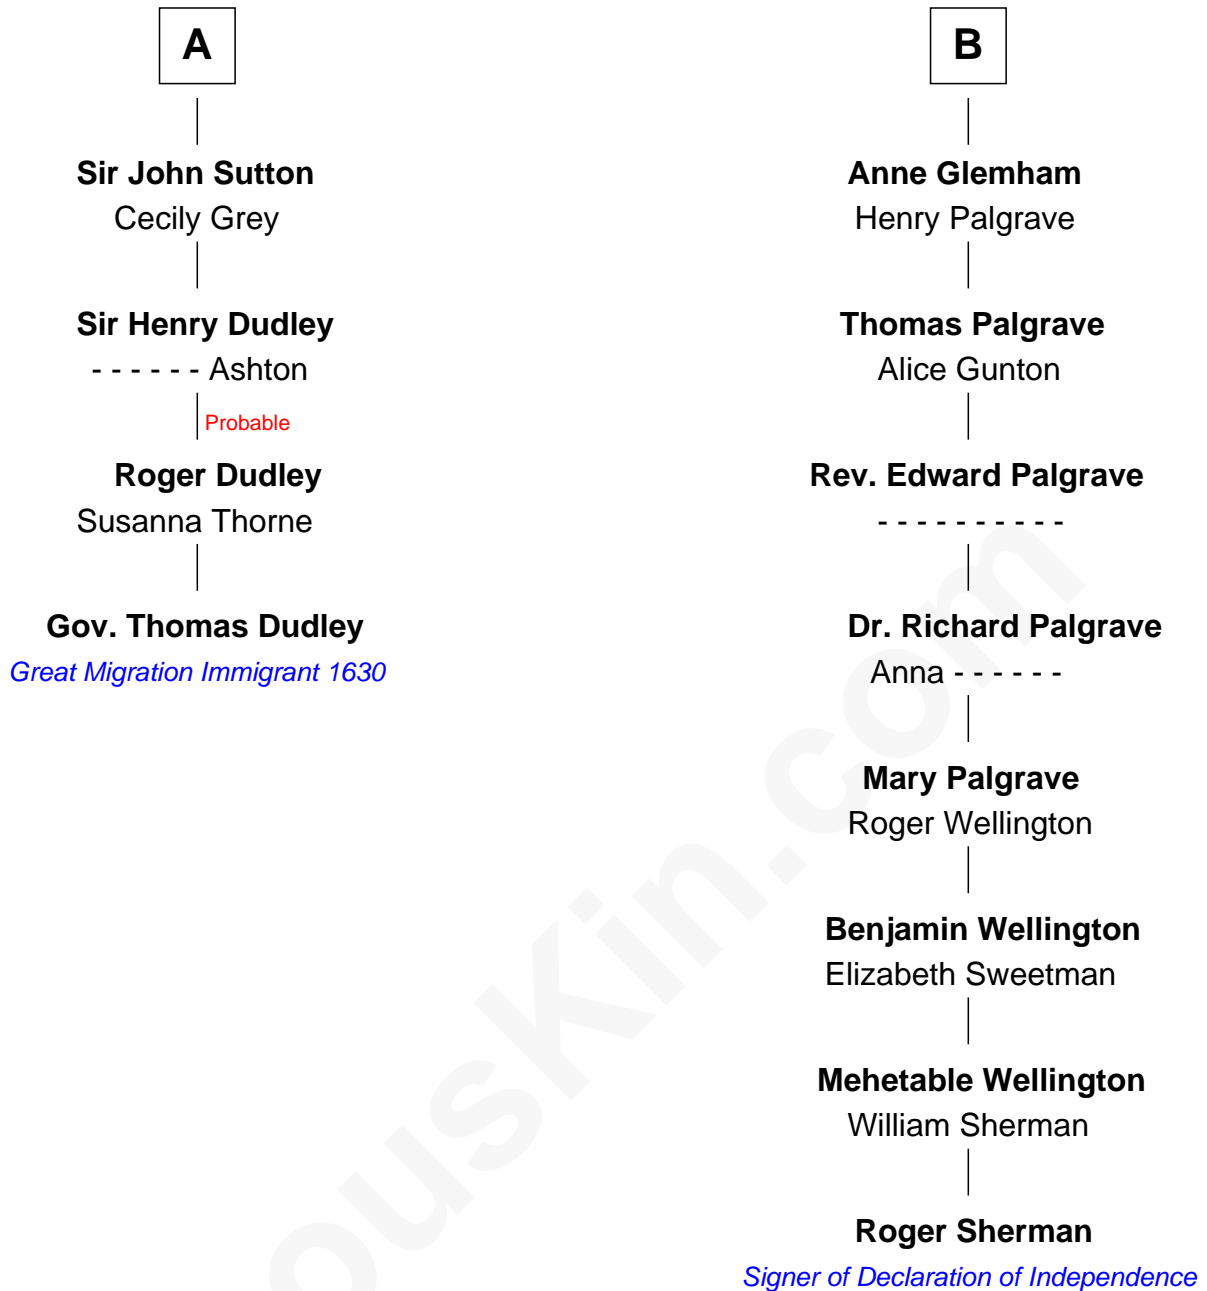 A
Sir John Sutton
Cecily Grey
Sir Henry Dudley
- - - - - - Ashton
Probable
Roger Dudley
Susanna Thorne
Gov. Thomas Dudley
Great Migration Immigrant 1630
B
Anne Glemham
Henry Palgrave
Thomas Palgrave
Alice Gunton
Rev. Edward Palgrave
- - - - - - - - - -
Dr. Richard Palgrave
Anna - - - - - -
Mary Palgrave
Roger Wellington
Benjamin Wellington
Elizabeth Sweetman
Mehetable Wellington
William Sherman
Roger Sherman
Signer of Declaration of Independence
ousKin.com